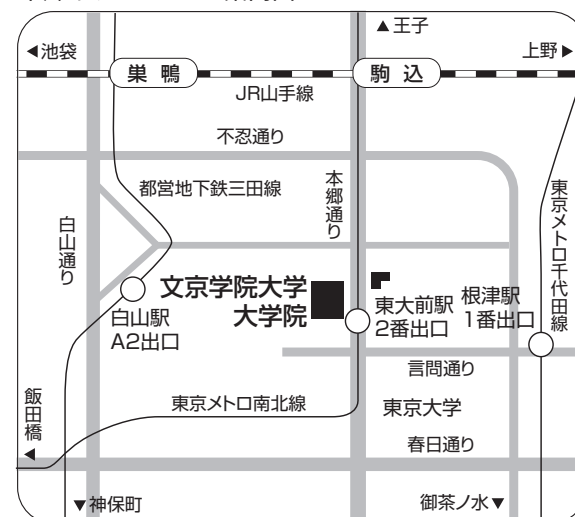 ▲王子
◀池袋
上野▶
巣鴨
駒込
JR山手線
不忍通り
都営地下鉄三田線
本郷通り
白山通り
東京メトロ千代田線
文京学院大学
大学院
東大前駅
2番出口
根津駅
1番出口
白山駅
A2出口
言問通り
飯田橋◀
東京メトロ南北線
東京大学
春日通り
▼神保町
御茶ノ水▼